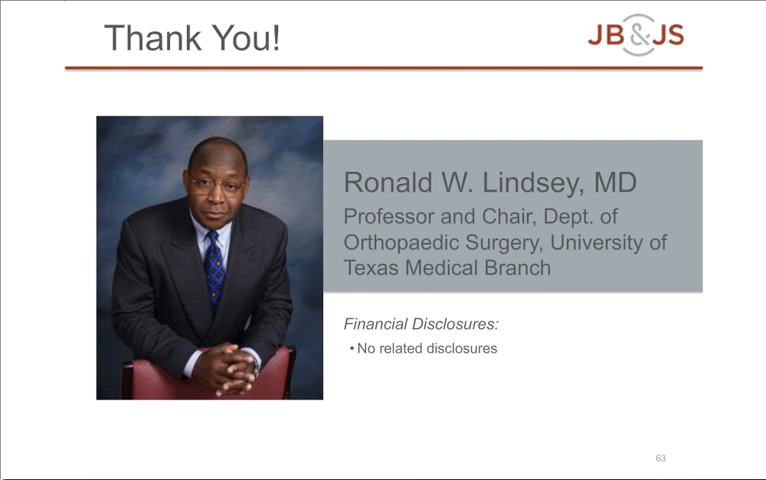 Thank You!
JB&JS
Ronald W. Lindsey, MD
Professor and Chair, Dept. of
Orthopaedic Surgery, University of
Texas Medical Branch
Financial Disclosures:
• No related disclosures
63